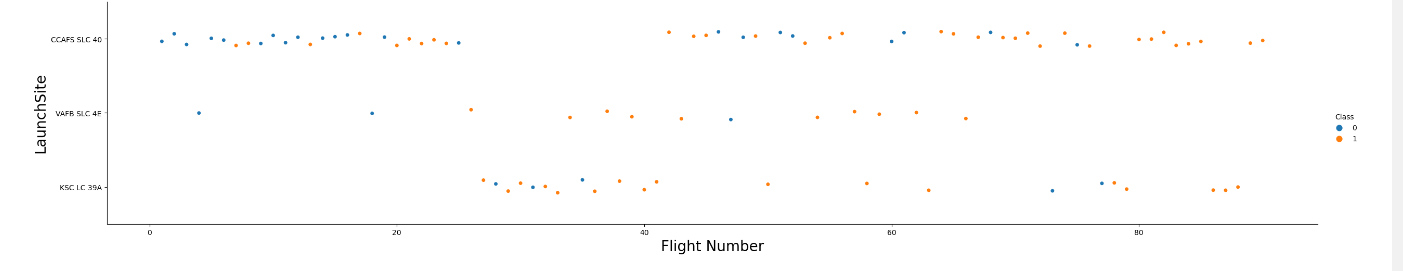 CCAFS SLC 40
VAFB SLC 4E
KSC LC 39A
LaunchSite
0 20 40 60 80
Flight Number
Class
0
1